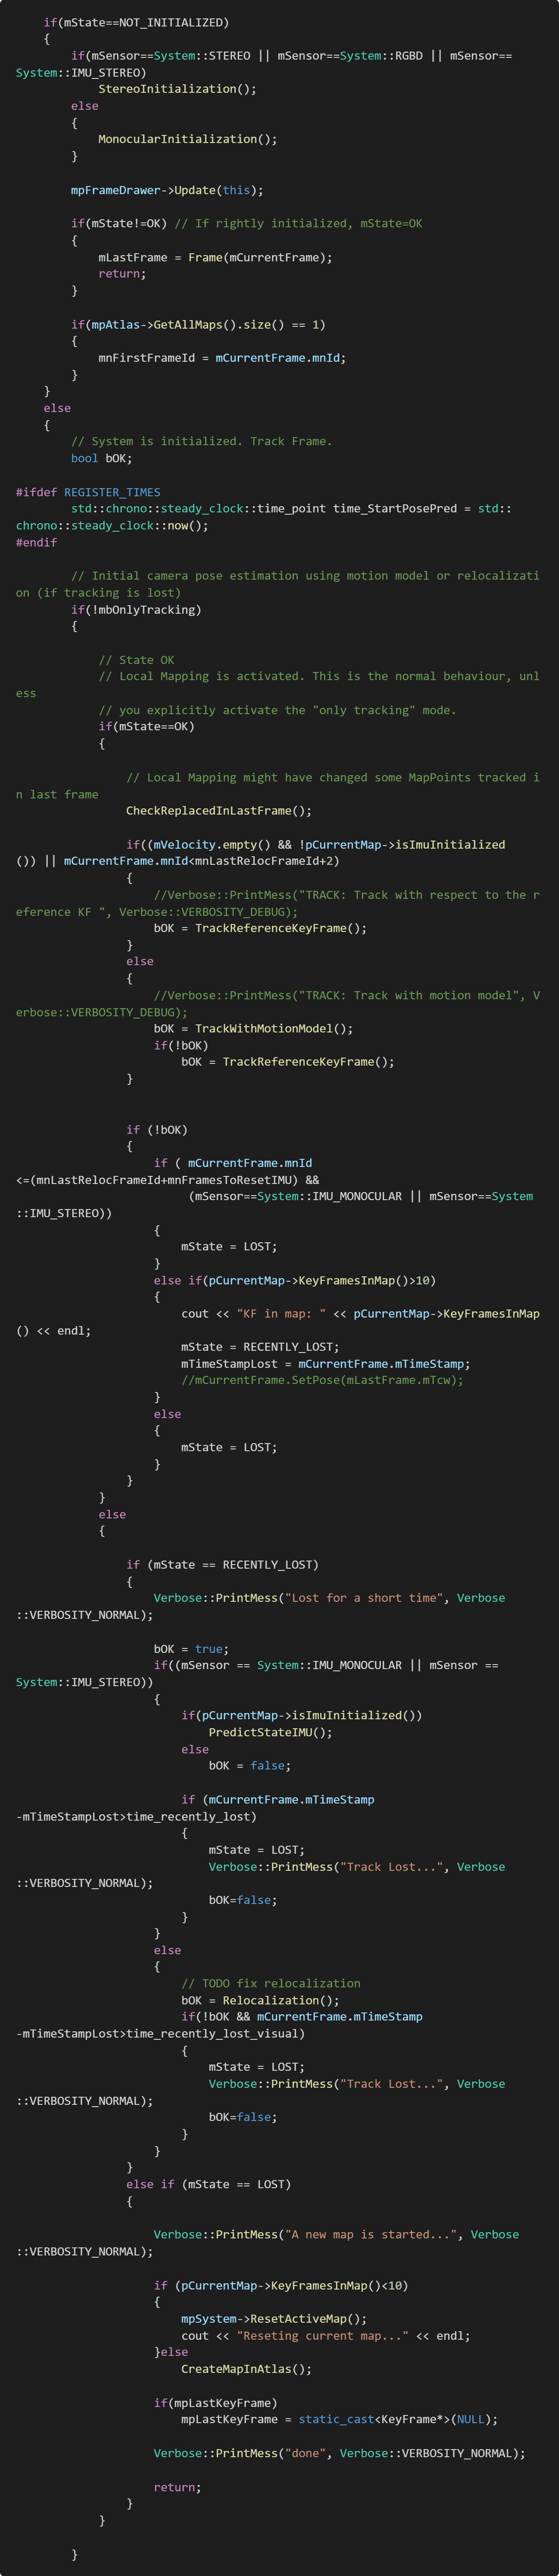 if(mState==NOT_INITIALIZED)
    {
        if(mSensor==System::STEREO || mSensor==System::RGBD || mSensor==
System::IMU_STEREO)
            StereoInitialization();
        else
        {
            MonocularInitialization();
        }

        mpFrameDrawer->Update(this);

        if(mState!=OK) // If rightly initialized, mState=OK
        {
            mLastFrame = Frame(mCurrentFrame);
            return;
        }

        if(mpAtlas->GetAllMaps().size() == 1)
        {
            mnFirstFrameId = mCurrentFrame.mnId;
        }
    }
    else
    {
        // System is initialized. Track Frame.
        bool bOK;

#ifdef REGISTER_TIMES
        std::chrono::steady_clock::time_point time_StartPosePred = std::
chrono::steady_clock::now();
#endif

        // Initial camera pose estimation using motion model or relocalizati
on (if tracking is lost)
        if(!mbOnlyTracking)
        {

            // State OK
            // Local Mapping is activated. This is the normal behaviour, unl
ess
            // you explicitly activate the "only tracking" mode.
            if(mState==OK)
            {

                // Local Mapping might have changed some MapPoints tracked i
n last frame
                CheckReplacedInLastFrame();

                if((mVelocity.empty() && !pCurrentMap->isImuInitialized
()) || mCurrentFrame.mnId<mnLastRelocFrameId+2)
                {
                    //Verbose::PrintMess("TRACK: Track with respect to the r
eference KF ", Verbose::VERBOSITY_DEBUG);
                    bOK = TrackReferenceKeyFrame();
                }
                else
                {
                    //Verbose::PrintMess("TRACK: Track with motion model", V
erbose::VERBOSITY_DEBUG);
                    bOK = TrackWithMotionModel();
                    if(!bOK)
                        bOK = TrackReferenceKeyFrame();
                }


                if (!bOK)
                {
                    if ( mCurrentFrame.mnId
<=(mnLastRelocFrameId+mnFramesToResetIMU) &&
                         (mSensor==System::IMU_MONOCULAR || mSensor==System
::IMU_STEREO))
                    {
                        mState = LOST;
                    }
                    else if(pCurrentMap->KeyFramesInMap()>10)
                    {
                        cout << "KF in map: " << pCurrentMap->KeyFramesInMap
() << endl;
                        mState = RECENTLY_LOST;
                        mTimeStampLost = mCurrentFrame.mTimeStamp;
                        //mCurrentFrame.SetPose(mLastFrame.mTcw);
                    }
                    else
                    {
                        mState = LOST;
                    }
                }
            }
            else
            {

                if (mState == RECENTLY_LOST)
                {
                    Verbose::PrintMess("Lost for a short time", Verbose
::VERBOSITY_NORMAL);

                    bOK = true;
                    if((mSensor == System::IMU_MONOCULAR || mSensor ==
System::IMU_STEREO))
                    {
                        if(pCurrentMap->isImuInitialized())
                            PredictStateIMU();
                        else
                            bOK = false;

                        if (mCurrentFrame.mTimeStamp
-mTimeStampLost>time_recently_lost)
                        {
                            mState = LOST;
                            Verbose::PrintMess("Track Lost...", Verbose
::VERBOSITY_NORMAL);
                            bOK=false;
                        }
                    }
                    else
                    {
                        // TODO fix relocalization
                        bOK = Relocalization();
                        if(!bOK && mCurrentFrame.mTimeStamp
-mTimeStampLost>time_recently_lost_visual)
                        {
                            mState = LOST;
                            Verbose::PrintMess("Track Lost...", Verbose
::VERBOSITY_NORMAL);
                            bOK=false;
                        }
                    }
                }
                else if (mState == LOST)
                {

                    Verbose::PrintMess("A new map is started...", Verbose
::VERBOSITY_NORMAL);

                    if (pCurrentMap->KeyFramesInMap()<10)
                    {
                        mpSystem->ResetActiveMap();
                        cout << "Reseting current map..." << endl;
                    }else
                        CreateMapInAtlas();

                    if(mpLastKeyFrame)
                        mpLastKeyFrame = static_cast<KeyFrame*>(NULL);

                    Verbose::PrintMess("done", Verbose::VERBOSITY_NORMAL);

                    return;
                }
            }

        }